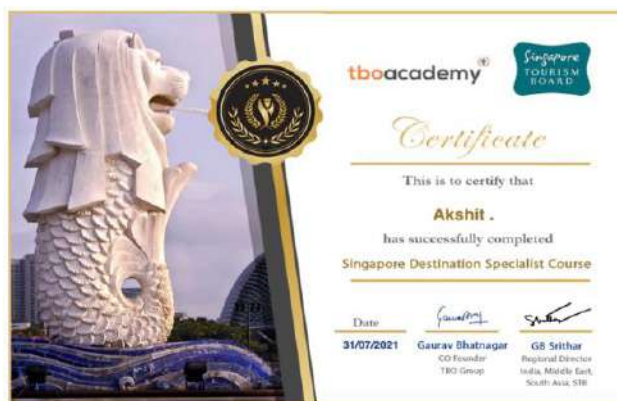 tboacademy
Singapore
TOURISM
BOARD
Certificate
This is to certify that
Akshit .
has successfully completed
Singapore Destination Specialist Course
Date
31/07/2021
Gaurav Bhatnagar
CO Founder
TBO Group
GB Srithar
Regional Director
India, Middle East,
South Asia, STB